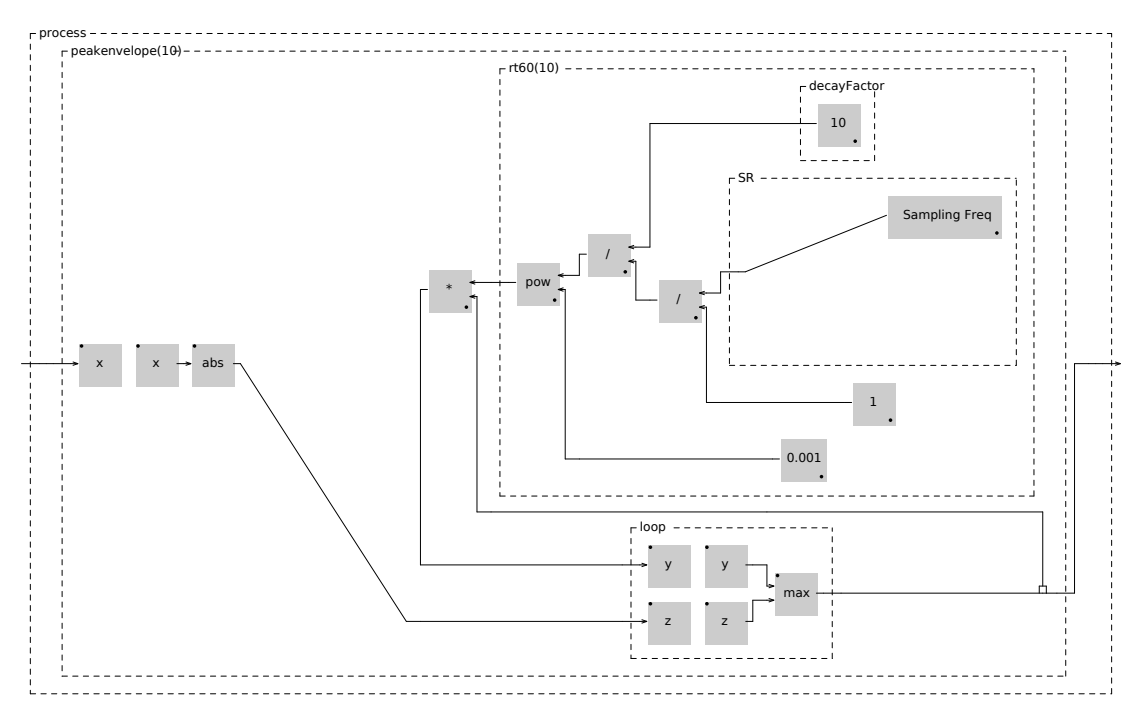 process
peakenvelope(10)
rt60(10)
decayFactor
10
SR
Sampling Freq
/
pow
*
/
x
x
abs
1
0.001
loop
y
y
max
z
z